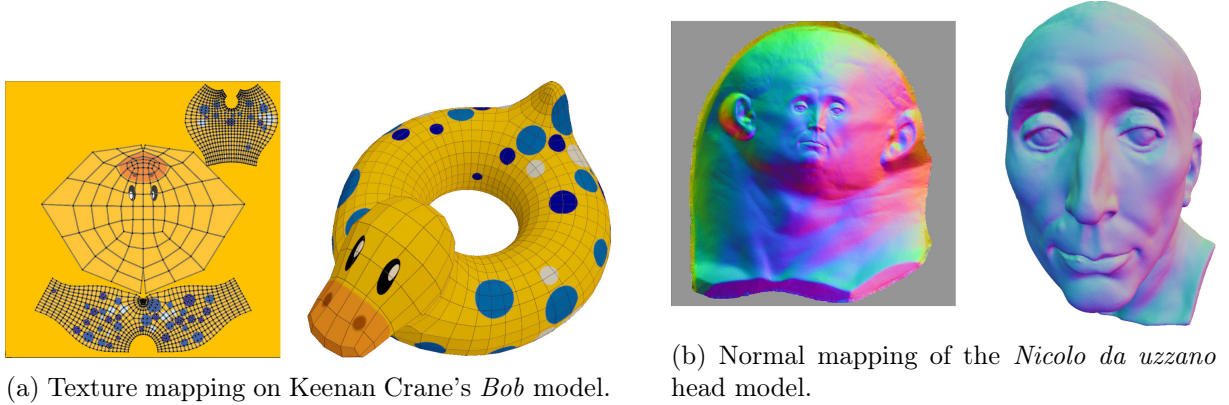 (a) Texture mapping on Keenan Crane's Bob model.
(b) Normal mapping of the Nicolo da uzzano
head model.